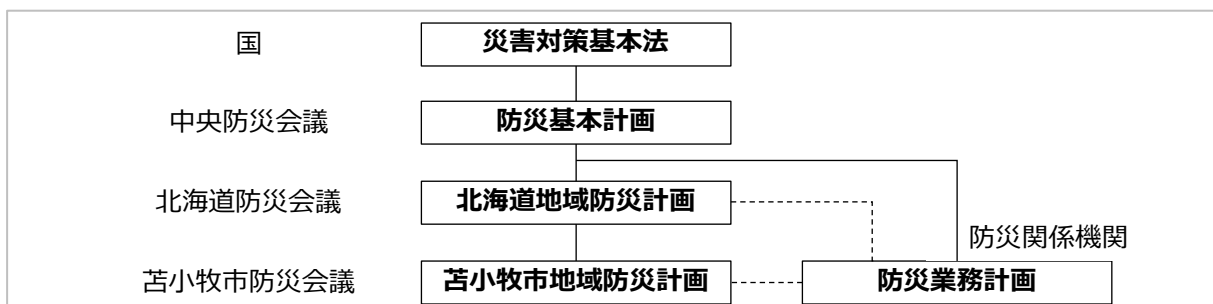 国 災害対策基本法
中央防災会議 防災基本計画
北海道防災会議 北海道地域防災計画
防災関係機関
苫小牧市防災会議 苫小牧市地域防災計画 防災業務計画